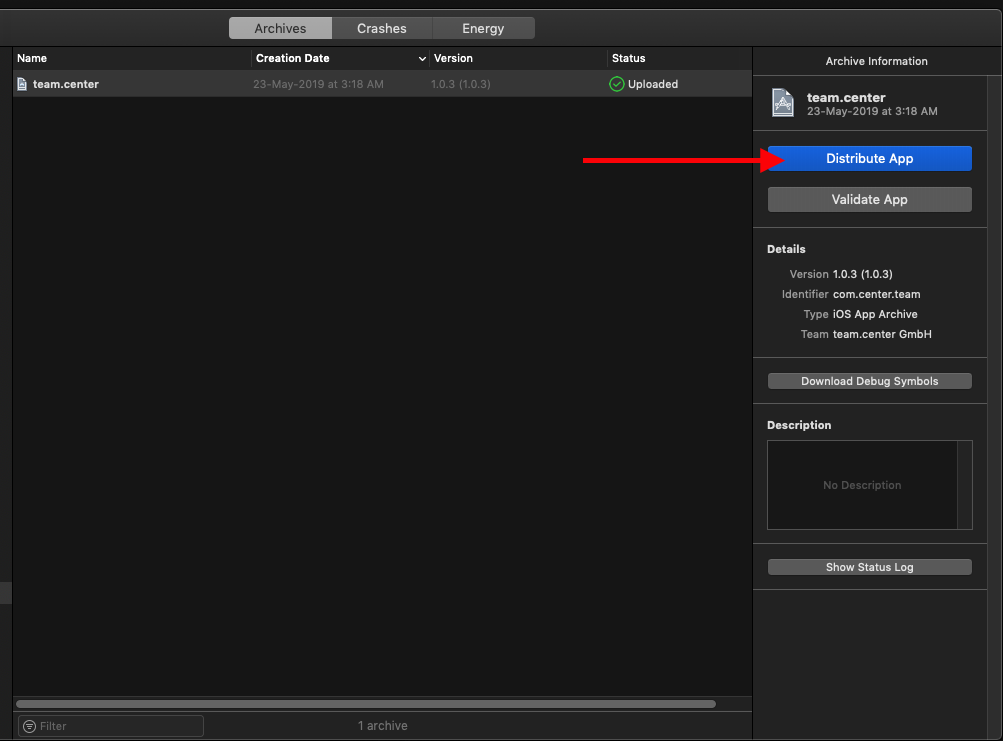 Archives Crashes Energy
Name Creation Date Version Status
team.center 23-May-2019 at 3:18 AM 1.0.3 (1.0.3) Uploaded
Archive Information
team.center
23-May-2019 at 3:18 AM
Distribute App
Validate App
Details
Version 1.0.3 (1.0.3)
Identifier com.center.team
Type iOS App Archive
Team team.center GmbH
Download Debug Symbols
Description
No Description
Show Status Log
Filter 1 archive